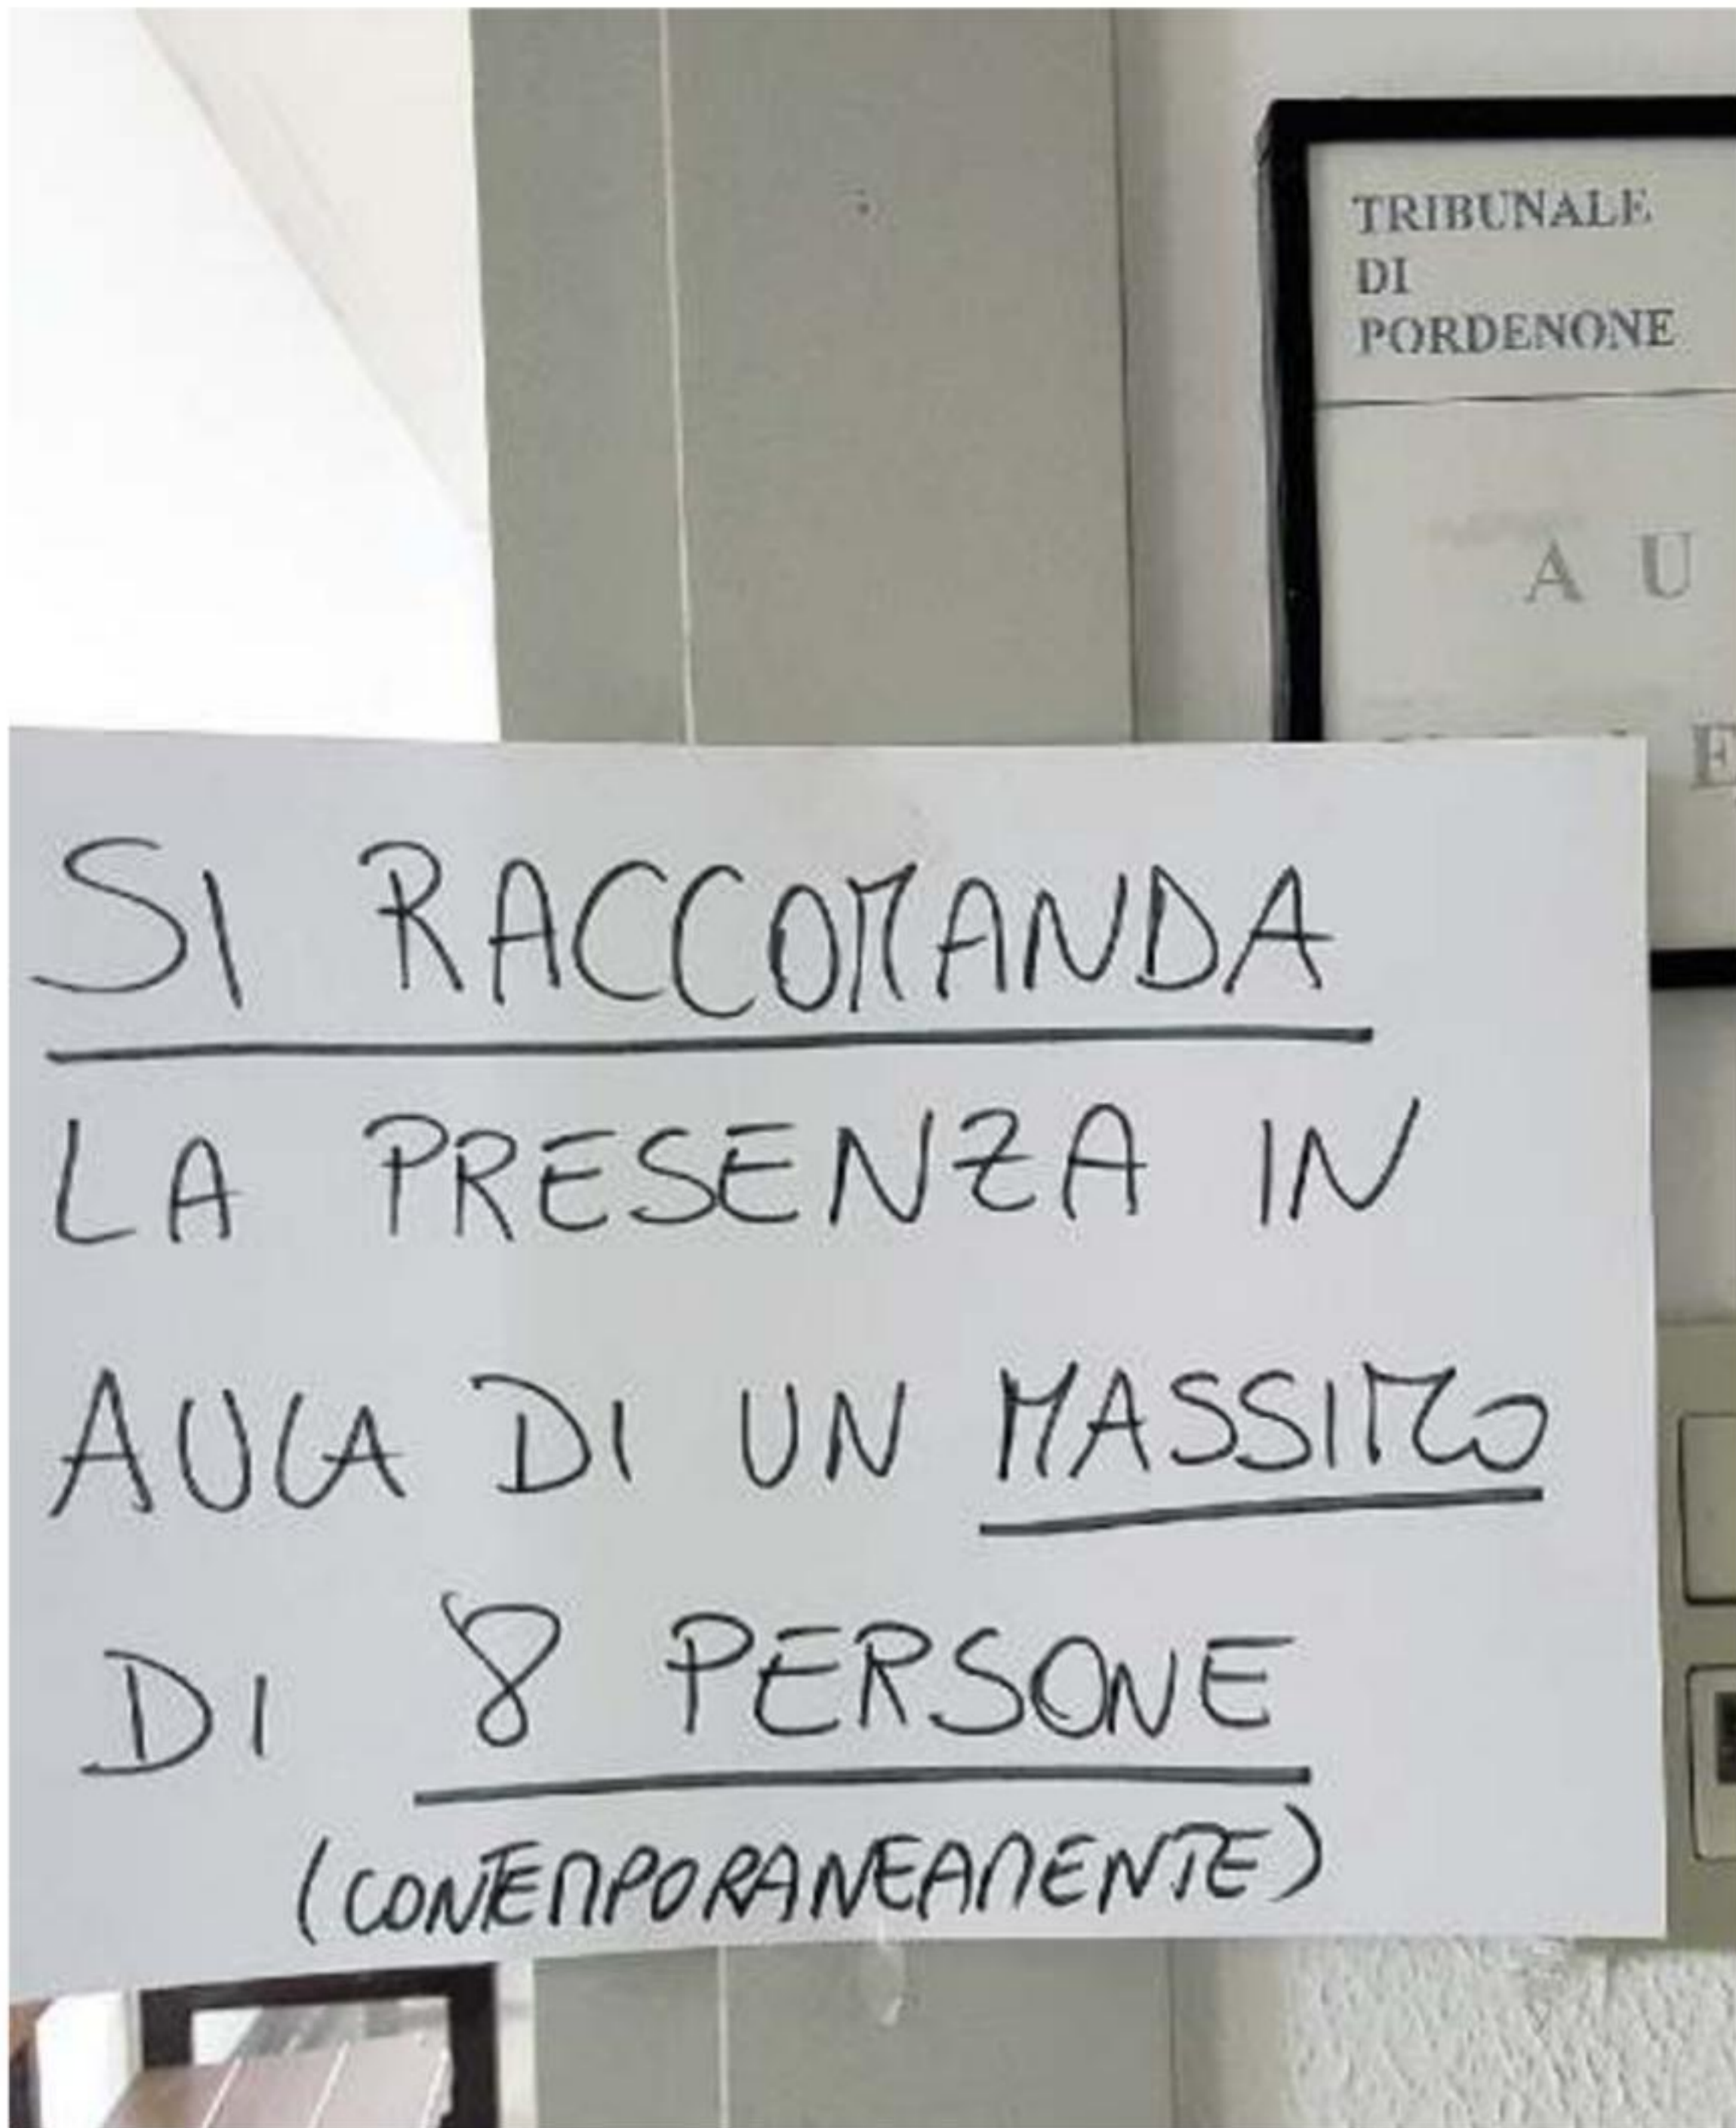 TRIBUNALE
DI
PORDENONE
A U
E
SI RACCOMANDA
LA PRESENZA IN
AULA DI UN MASSIMO
DI 8 PERSONE
(CONTEMPORANEAMENTE)